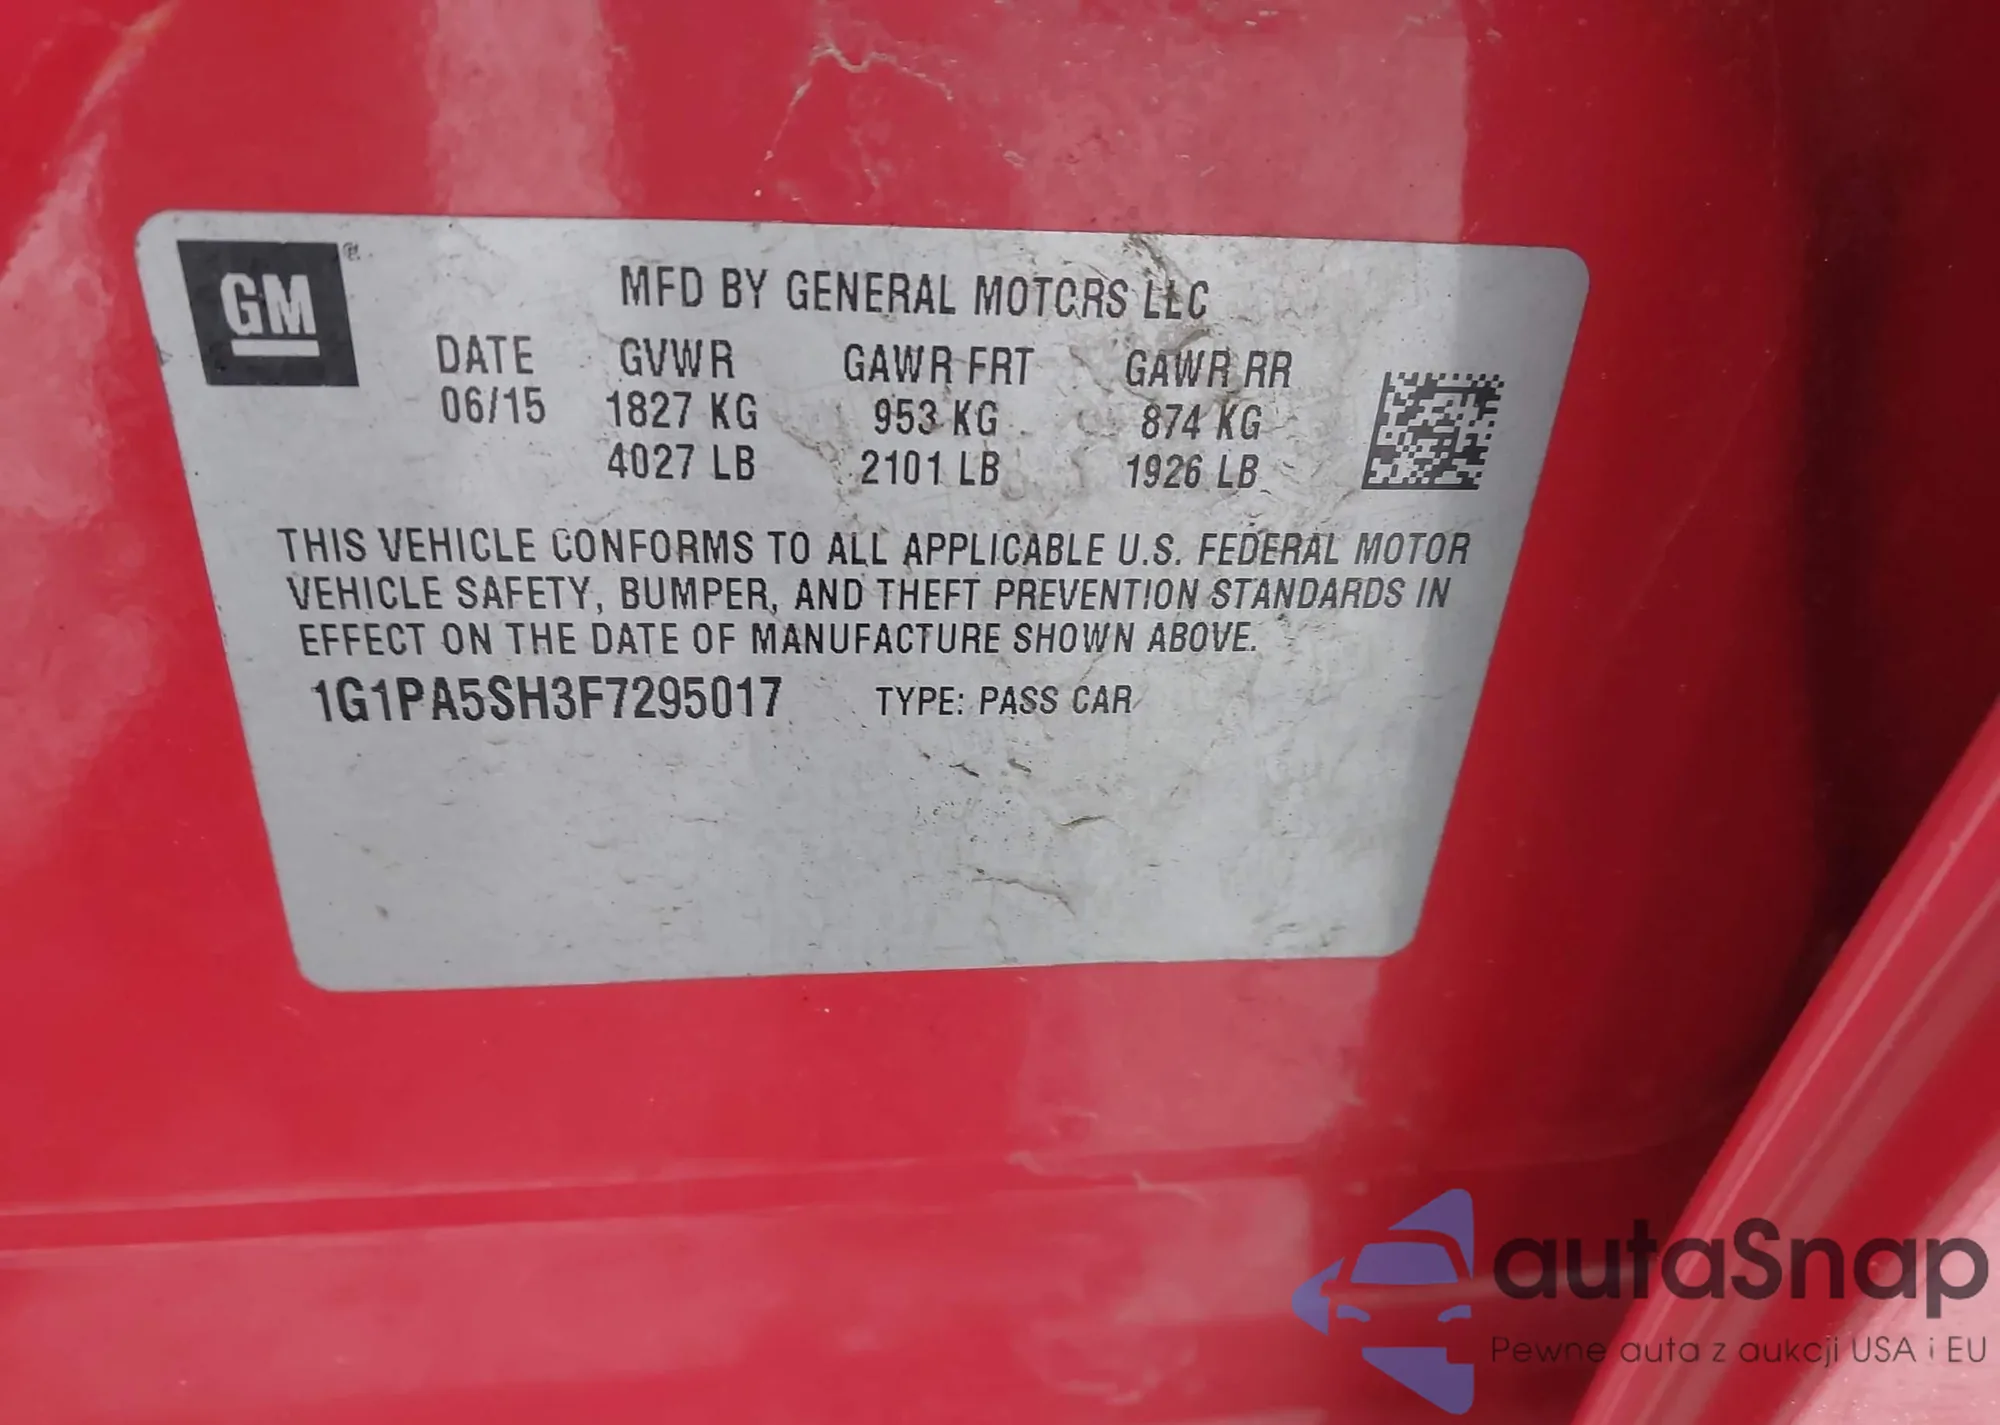 GM ®
MFD BY GENERAL MOTORS LLC
DATE GVWR GAWR FRT GAWR RR
06/15 1827 KG 953 KG 874 KG
4027 LB 2101 LB 1926 LB
THIS VEHICLE CONFORMS TO ALL APPLICABLE U.S. FEDERAL MOTOR
VEHICLE SAFETY, BUMPER, AND THEFT PREVENTION STANDARDS IN
EFFECT ON THE DATE OF MANUFACTURE SHOWN ABOVE.
1G1PA5SH3F7295017 TYPE: PASS CAR
autaSnap
Pewne auta z aukcji USA i EU